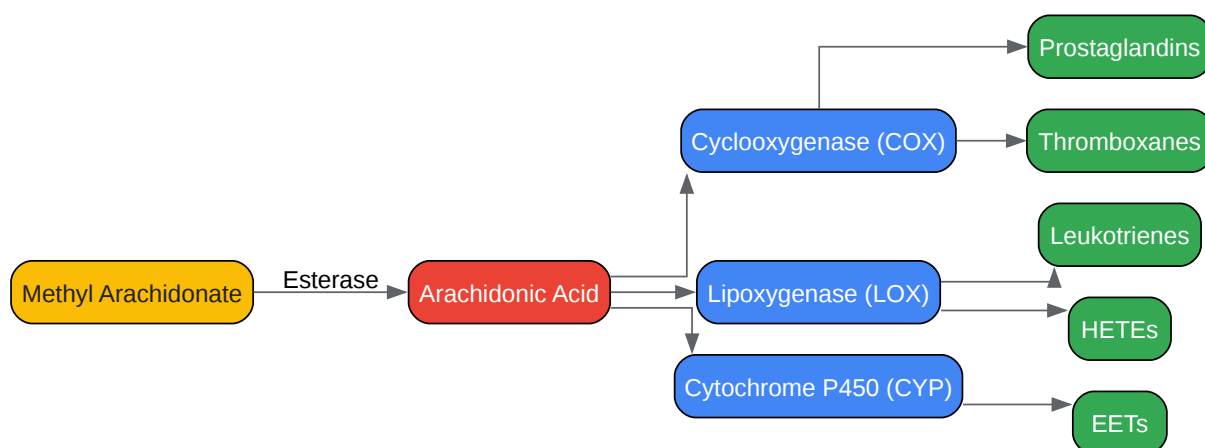 Prostaglandins
Cyclooxygenase (COX)
Thromboxanes
Leukotrienes
Methyl Arachidonate
Esterase
Arachidonic Acid
Lipoxygenase (LOX)
HETEs
Cytochrome P450 (CYP)
EETs